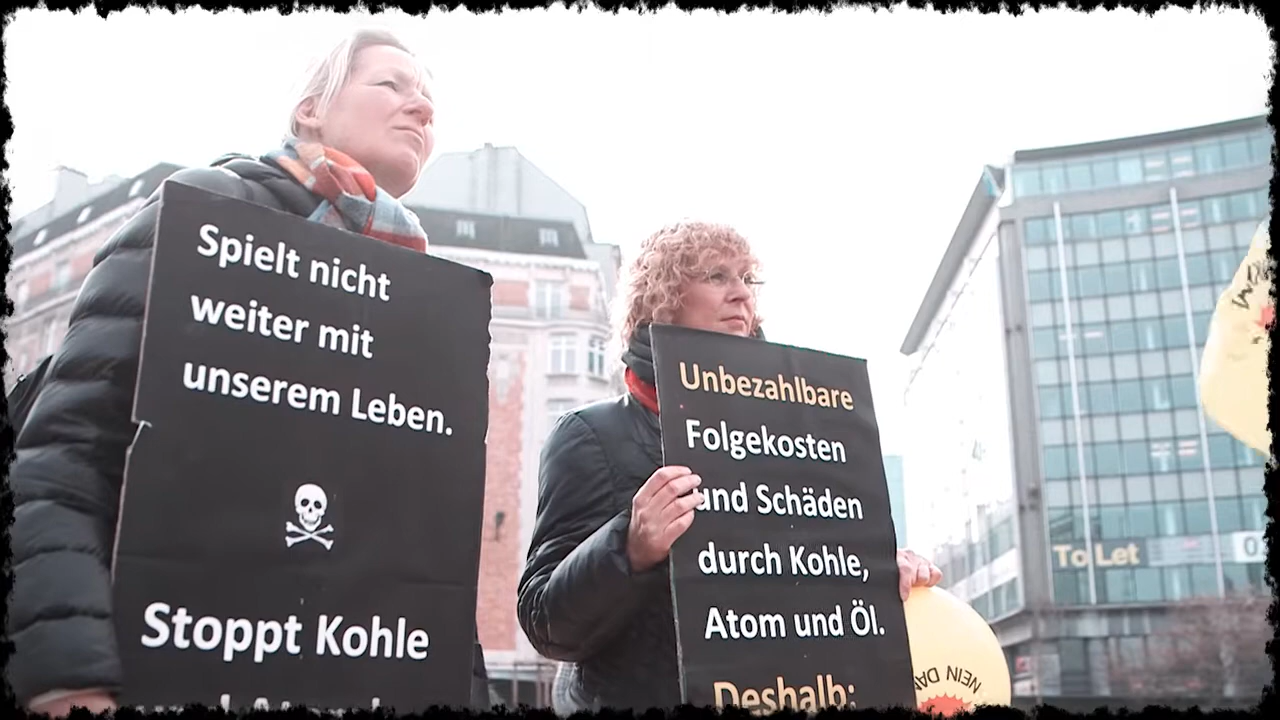 Spielt nicht
weiter mit
unserem Leben.
Stoppt Kohle
Unbezahlbare
Folgekosten
und Schäden
durch Kohle,
Atom und Öl.
Deshalb:
NEIN DAN
To Let